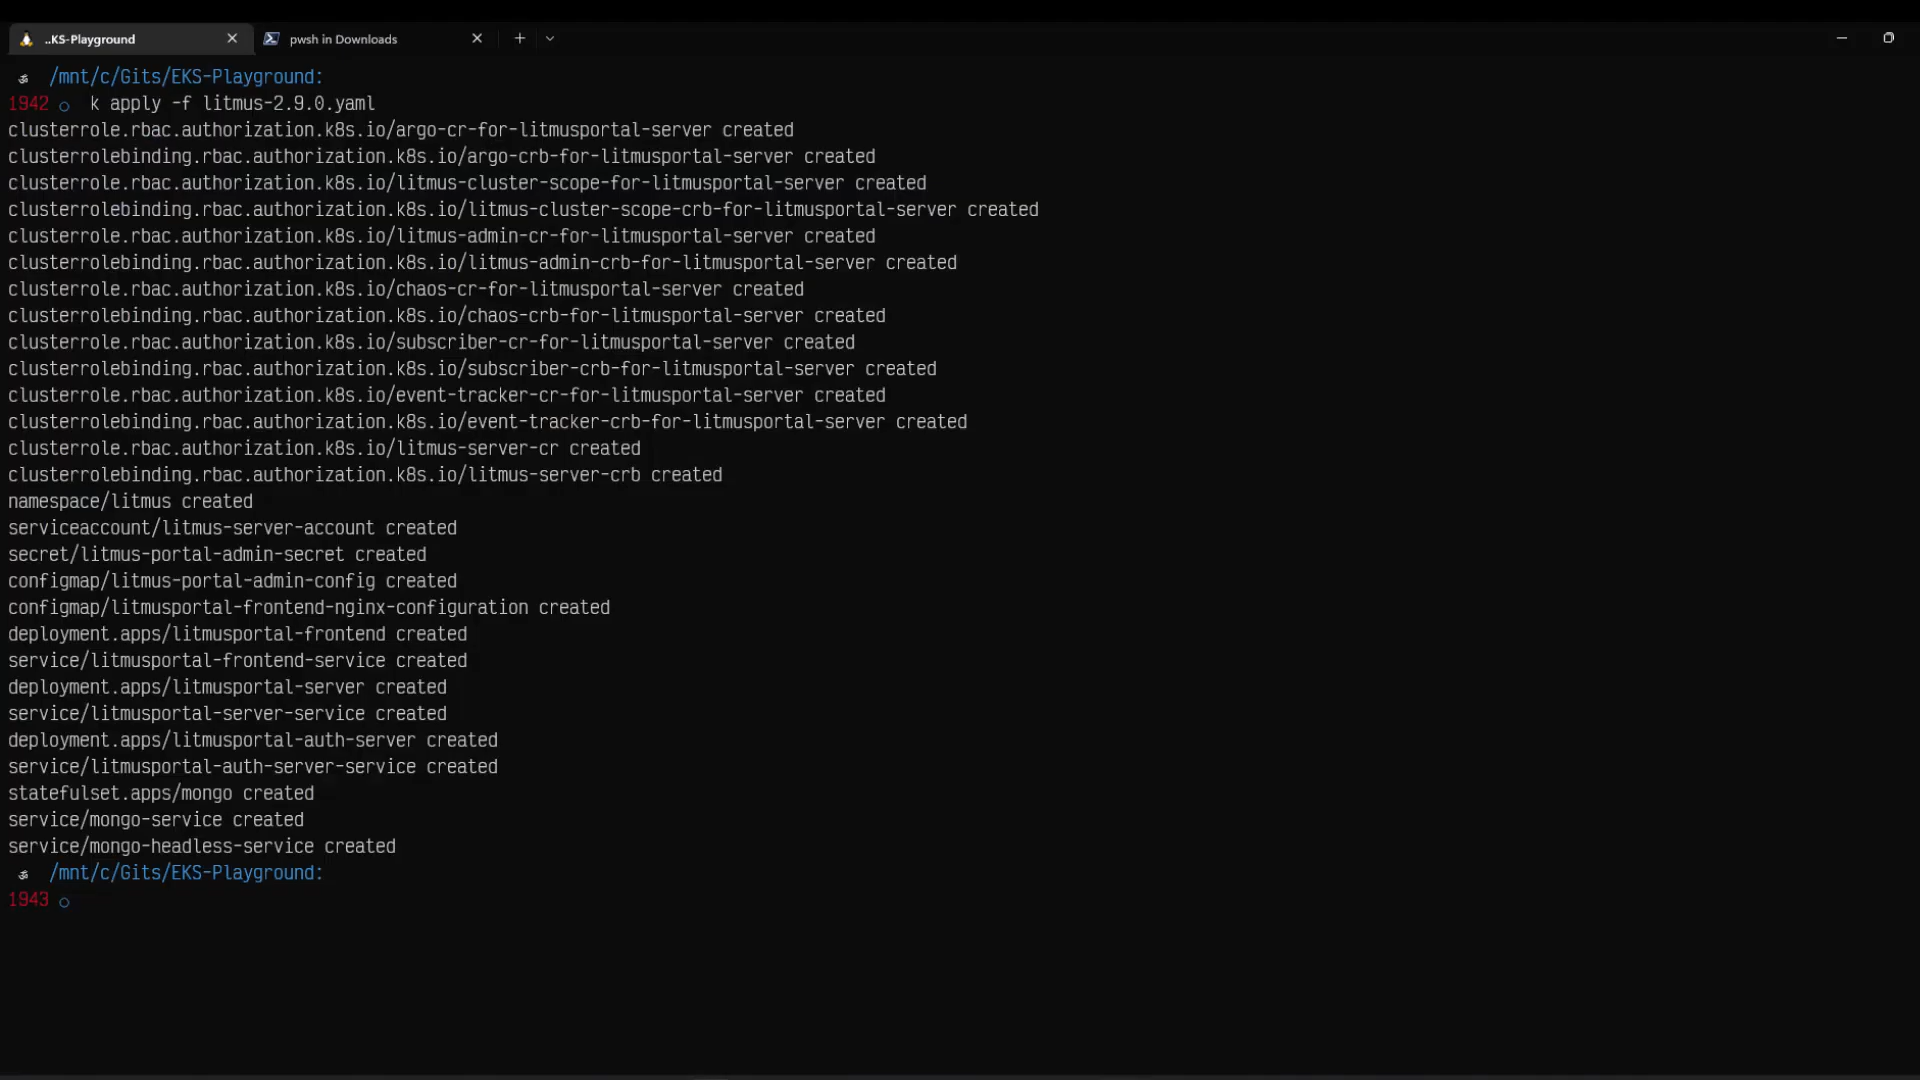 ..KS-Playground
pwsh in Downloads
/mnt/c/Gits/EKS-Playground:
1942 k apply -f litmus-2.9.0.yaml
clusterrole.rbac.authorization.k8s.io/argo-cr-for-litmusportal-server created
clusterrolebinding.rbac.authorization.k8s.io/argo-crb-for-litmusportal-server created
clusterrole.rbac.authorization.k8s.io/litmus-cluster-scope-for-litmusportal-server created
clusterrolebinding.rbac.authorization.k8s.io/litmus-cluster-scope-crb-for-litmusportal-server created
clusterrole.rbac.authorization.k8s.io/litmus-admin-cr-for-litmusportal-server created
clusterrolebinding.rbac.authorization.k8s.io/litmus-admin-crb-for-litmusportal-server created
clusterrole.rbac.authorization.k8s.io/chaos-cr-for-litmusportal-server created
clusterrolebinding.rbac.authorization.k8s.io/chaos-crb-for-litmusportal-server created
clusterrole.rbac.authorization.k8s.io/subscriber-cr-for-litmusportal-server created
clusterrolebinding.rbac.authorization.k8s.io/subscriber-crb-for-litmusportal-server created
clusterrole.rbac.authorization.k8s.io/event-tracker-cr-for-litmusportal-server created
clusterrolebinding.rbac.authorization.k8s.io/event-tracker-crb-for-litmusportal-server created
clusterrole.rbac.authorization.k8s.io/litmus-server-cr created
clusterrolebinding.rbac.authorization.k8s.io/litmus-server-crb created
namespace/litmus created
serviceaccount/litmus-server-account created
secret/litmus-portal-admin-secret created
configmap/litmus-portal-admin-config created
configmap/litmusportal-frontend-nginx-configuration created
deployment.apps/litmusportal-frontend created
service/litmusportal-frontend-service created
deployment.apps/litmusportal-server created
service/litmusportal-server-service created
deployment.apps/litmusportal-auth-server created
service/litmusportal-auth-server-service created
statefulset.apps/mongo created
service/mongo-service created
service/mongo-headless-service created
ॐ /mnt/c/Gits/EKS-Playground:
1943